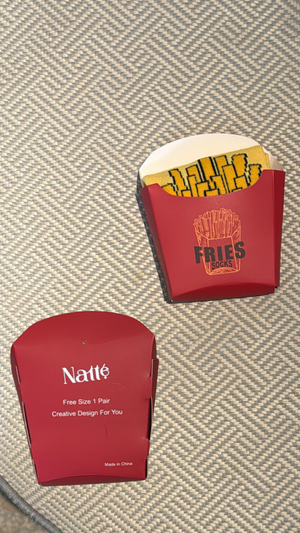 FRIES
SOCKS
Natté
Free Size 1 Pair
Creative Design For You
Made in China